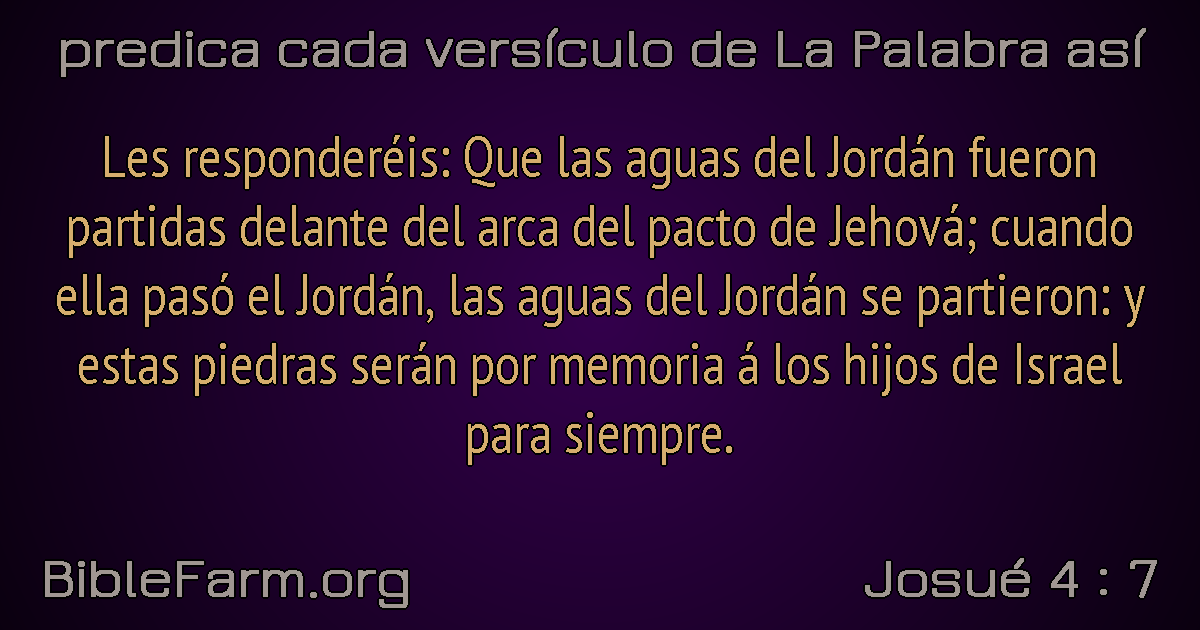 predica cada versículo de La Palabra así
Les responderéis: Que las aguas del Jordán fueron
partidas delante del arca del pacto de Jehová; cuando
ella pasó el Jordán, las aguas del Jordán se partieron: y
estas piedras serán por memoria á los hijos de Israel
para siempre.
BibleFarm.org
Josué 4 : 7